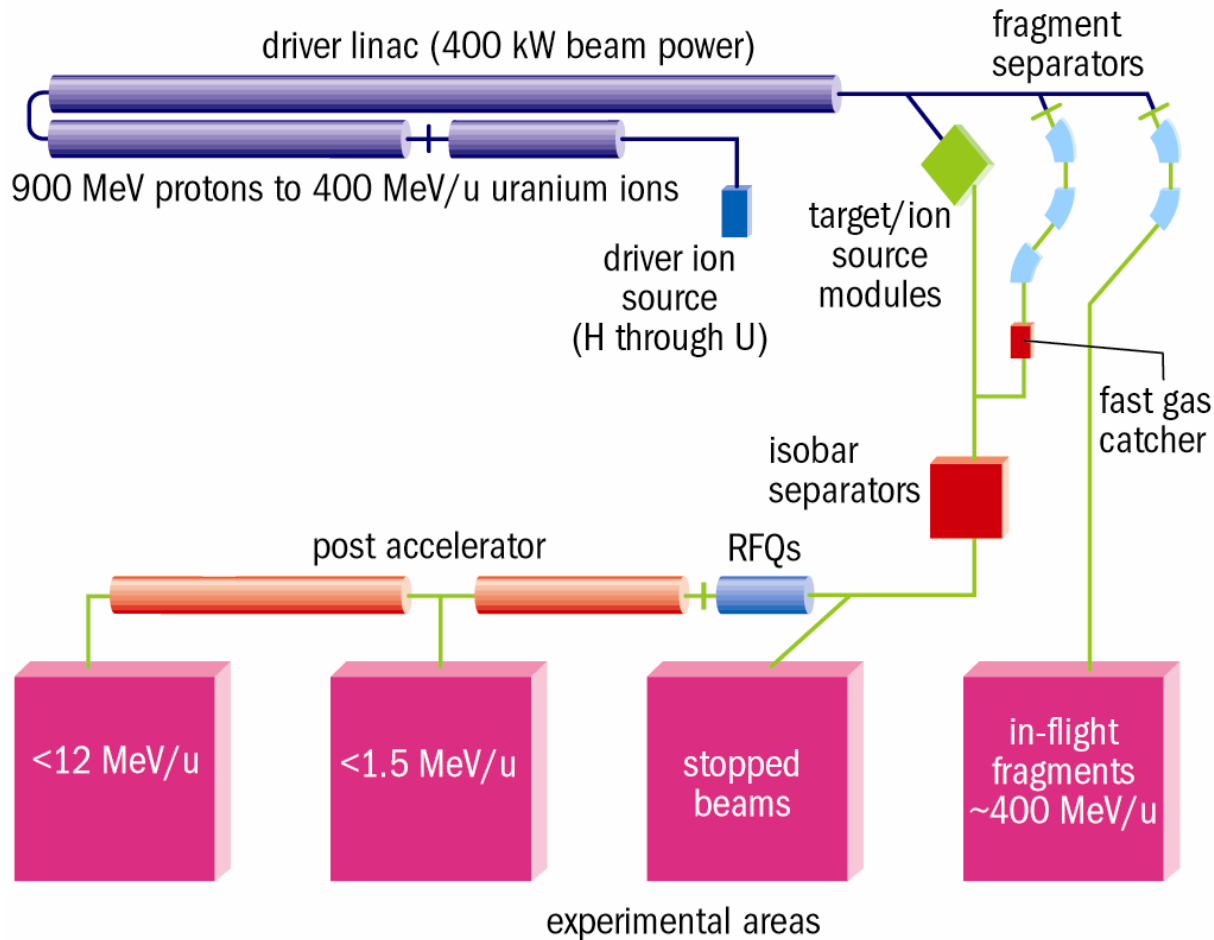 driver linac (400 kW beam power)
fragment
separators
900 MeV protons to 400 MeV/u uranium ions
driver ion
source
(H through U)
target/ion
source
modules
fast gas
catcher
isobar
separators
post accelerator
RFQs
<12 MeV/u
<1.5 MeV/u
stopped
beams
in-flight
fragments
~400 MeV/u
experimental areas